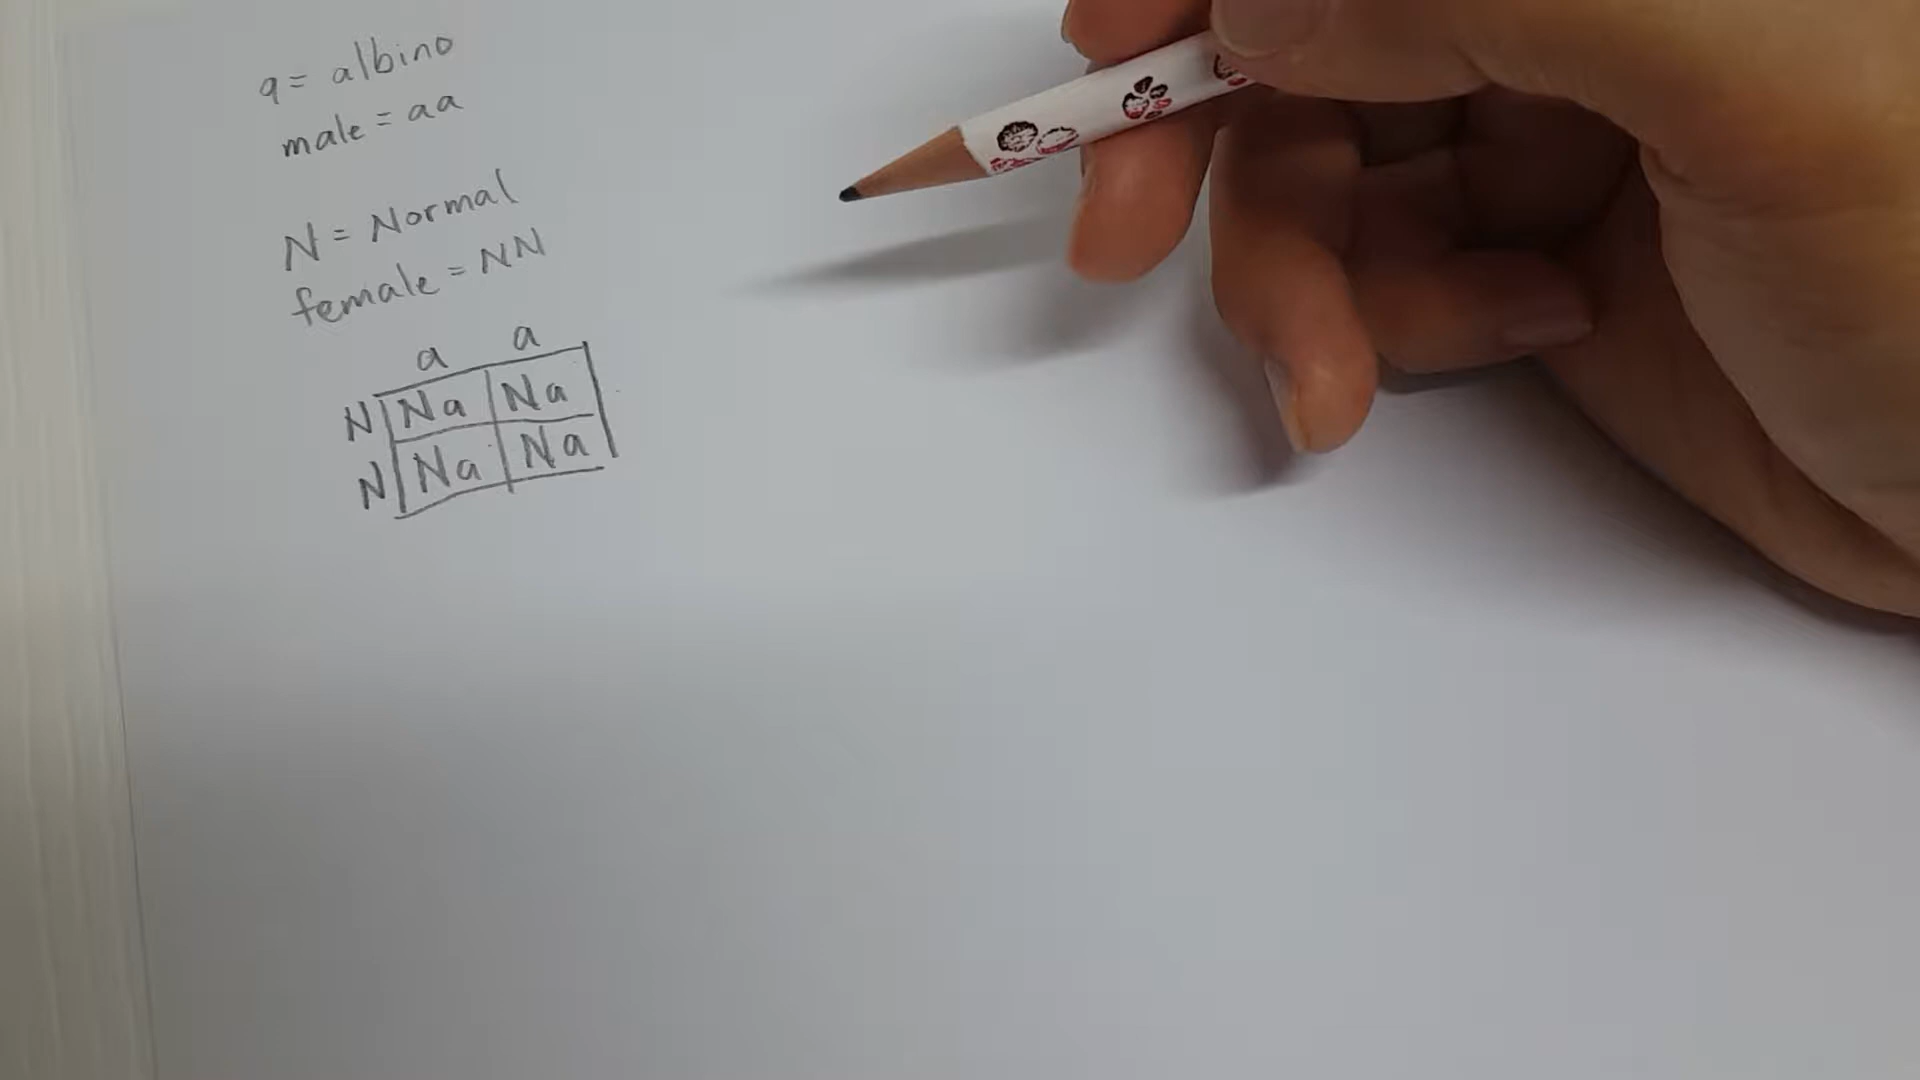 a = albino
male = aa
N = Normal
female = NN
a a
N Na Na
N Na Na